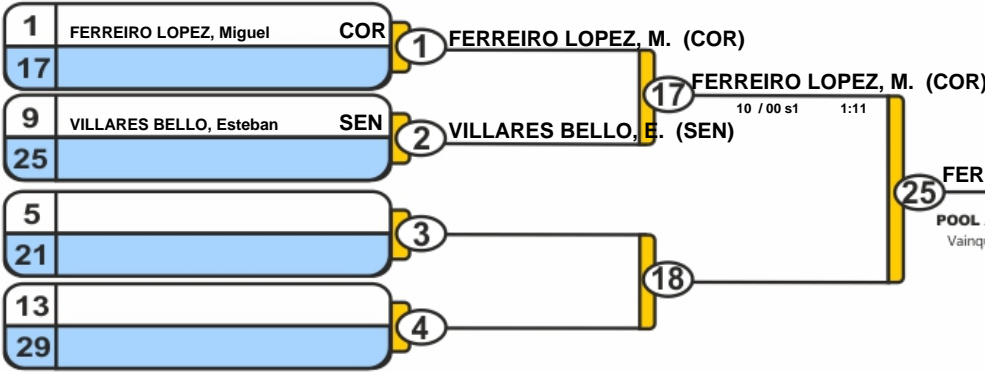 1 FERREIRO LOPEZ, Miguel COR
17
1 FERREIRO LOPEZ, M. (COR)
9 VILLARES BELLO, Esteban SEN
25
2 VILLARES BELLO, E. (SEN)
17 FERREIRO LOPEZ, M. (COR)
10 / 00 s1 1:11
5
21
3
13
29
4
18
25 FER
POOL
Vainqu